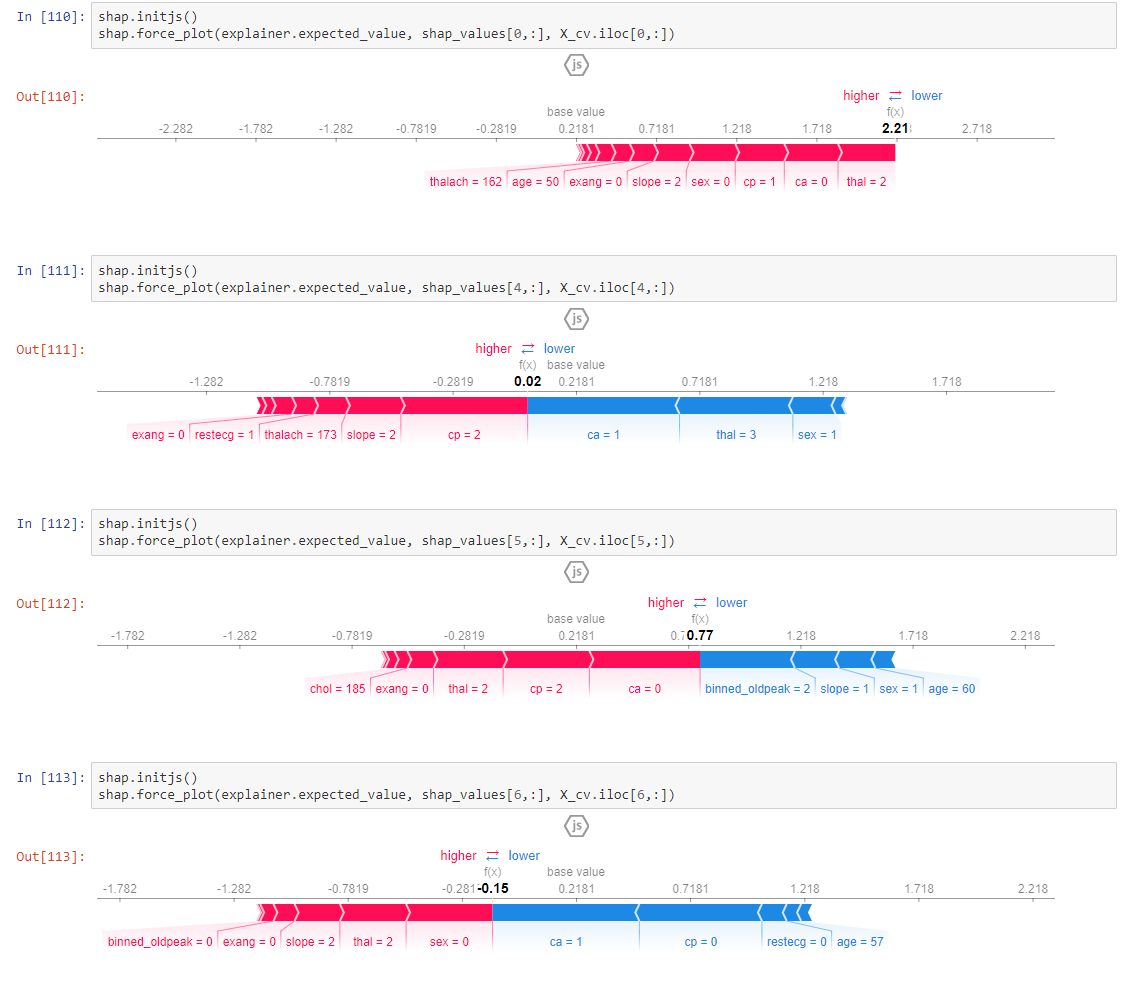 In [110]:
shap.initjs()
shap.force_plot(explainer.expected_value, shap_values[0,:], X_cv.iloc[0,:])
js
Out[110]:
higher ⇄ lower
base value f(x)
-2.282 -1.782 -1.282 -0.7819 -0.2819 0.2181 0.7181 1.218 1.718 2.21 2.718
thalach = 162 age = 50 exang = 0 slope = 2 sex = 0 cp = 1 ca = 0 thal = 2
In [111]:
shap.initjs()
shap.force_plot(explainer.expected_value, shap_values[4,:], X_cv.iloc[4,:])
js
Out[111]:
higher ⇄ lower
f(x) base value
-1.282 -0.7819 -0.2819 0.02 0.2181 0.7181 1.218 1.718
exang = 0 restecg = 1 thalach = 173 slope = 2 cp = 2 ca = 1 thal = 3 sex = 1
In [112]:
shap.initjs()
shap.force_plot(explainer.expected_value, shap_values[5,:], X_cv.iloc[5,:])
js
Out[112]:
higher ⇄ lower
base value f(x)
-1.782 -1.282 -0.7819 -0.2819 0.2181 0.77 1.218 1.718 2.218
chol = 185 exang = 0 thal = 2 cp = 2 ca = 0 binned_oldpeak = 2 slope = 1 sex = 1 age = 60
In [113]:
shap.initjs()
shap.force_plot(explainer.expected_value, shap_values[6,:], X_cv.iloc[6,:])
js
Out[113]:
higher ⇄ lower
f(x) base value
-1.782 -1.282 -0.7819 -0.281 -0.15 0.2181 0.7181 1.218 1.718 2.218
binned_oldpeak = 0 exang = 0 slope = 2 thal = 2 sex = 0 ca = 1 cp = 0 restecg = 0 age = 57